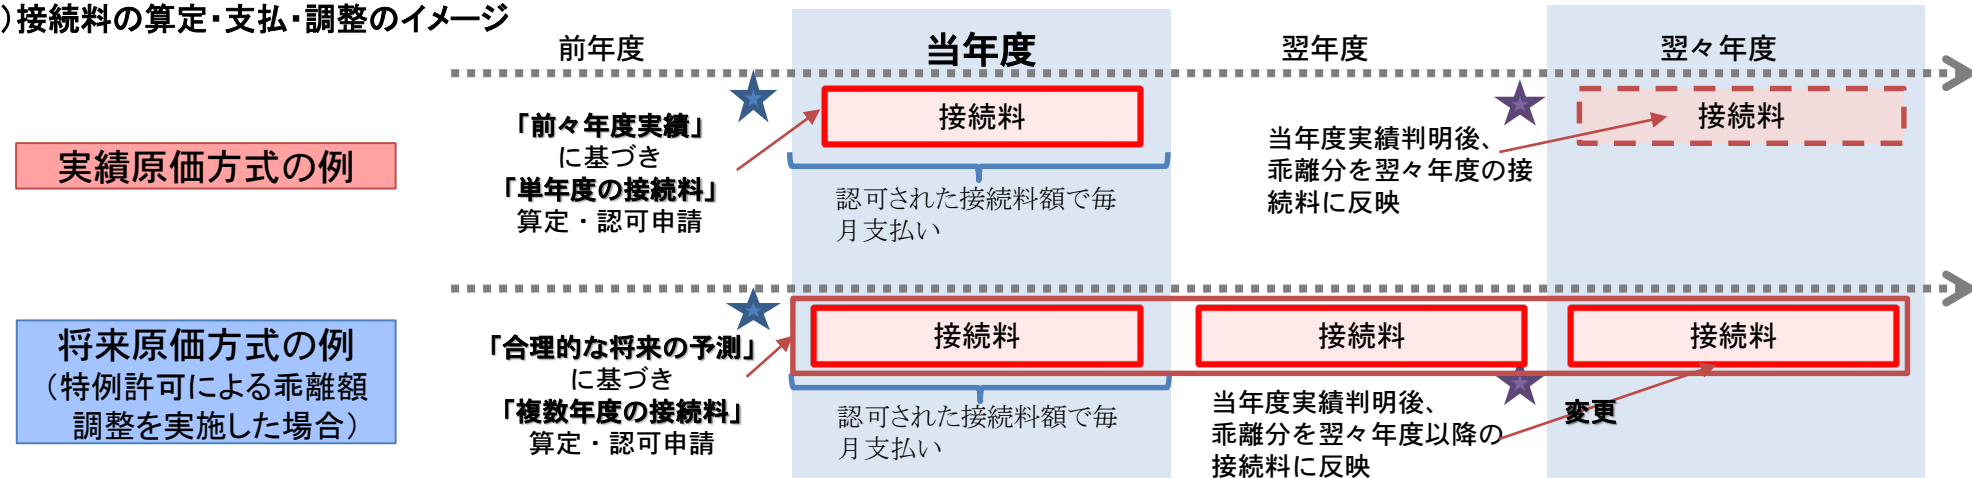 ）接続料の算定・支払・調整のイメージ
前年度
当年度
翌年度
翌々年度
実績原価方式の例
「前々年度実績」
に基づき
「単年度の接続料」
算定・認可申請
接続料
認可された接続料額で毎
月支払い
当年度実績判明後、
乖離分を翌々年度の接
続料に反映
接続料
将来原価方式の例
（特例許可による乖離額
調整を実施した場合）
「合理的な将来の予測」
に基づき
「複数年度の接続料」
算定・認可申請
接続料
接続料
接続料
認可された接続料額で毎
月支払い
当年度実績判明後、
乖離分を翌々年度以降の
接続料に反映
変更